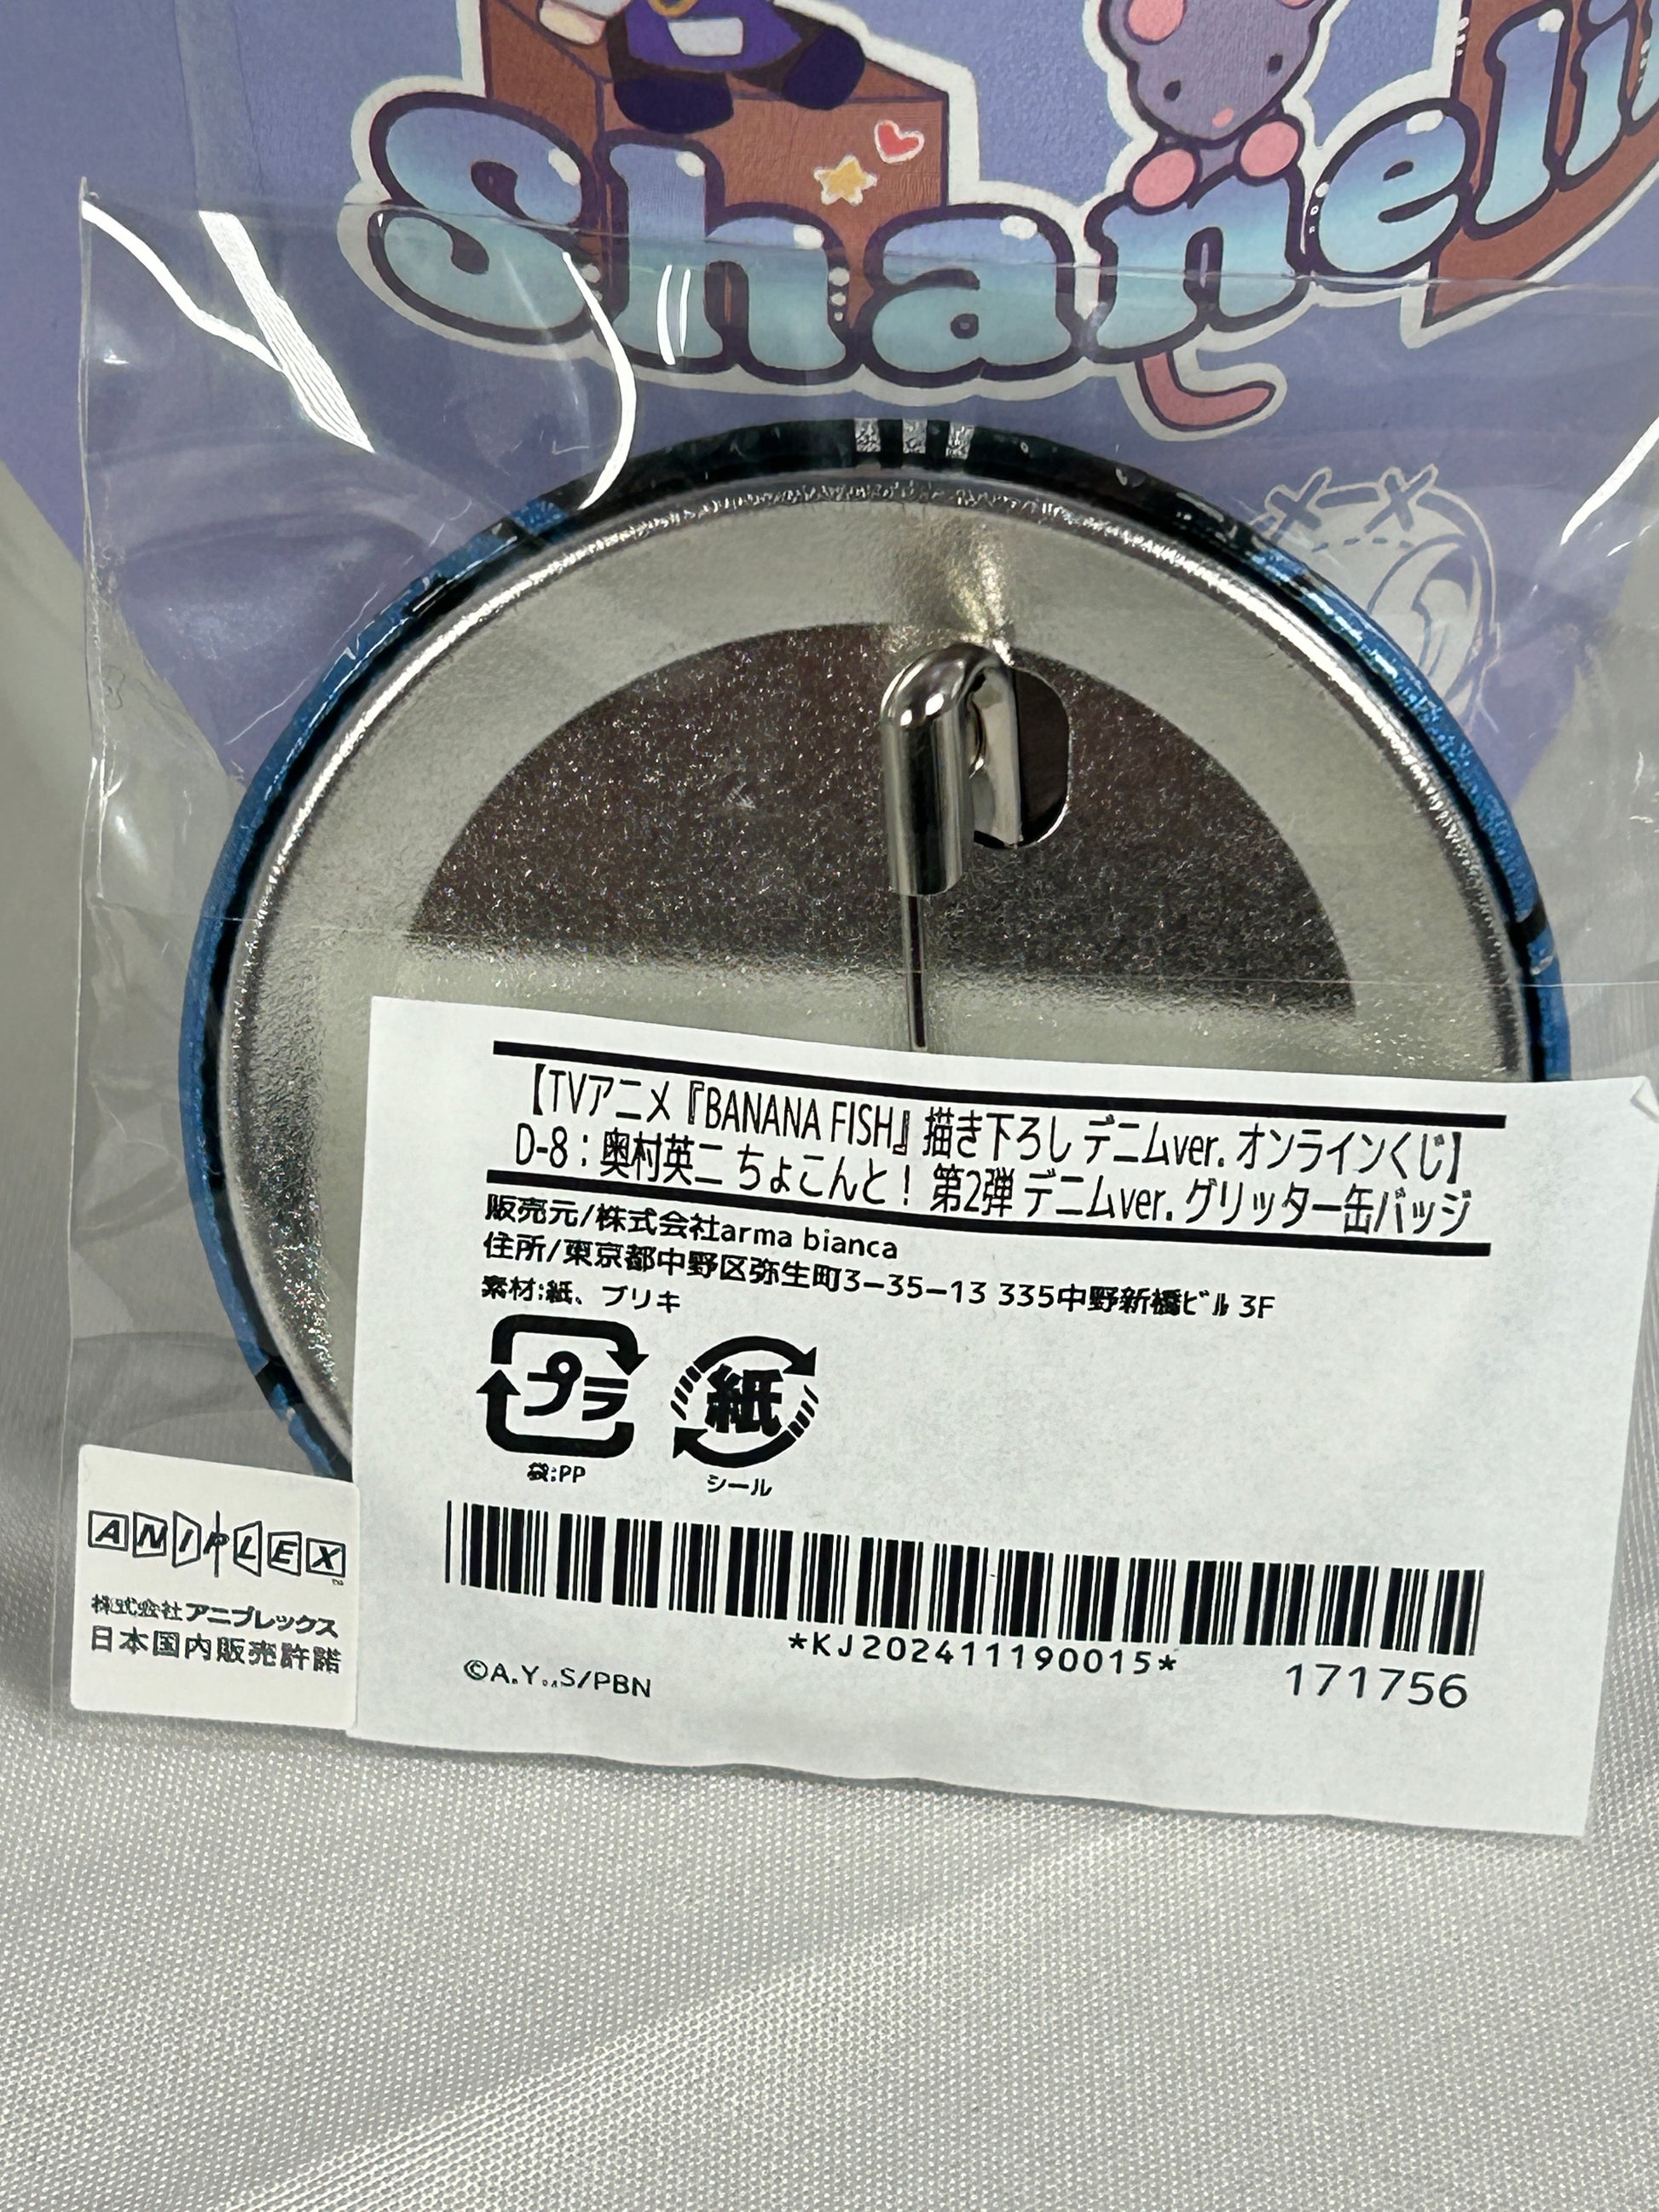 Shaneli
【TVアニメ『BANANA FISH』描き下ろし デニムver. オンラインくじ】
D-8：奥村英二 ちょこんと！ 第2弾 デニムver. グリッター缶バッジ
販売元/株式会社arma bianca
住所/東京都中野区弥生町3−35−13 335中野新橋ビル 3F
素材:紙、ブリキ
プラ
紙
袋:PP
シール
ANIPLEX
株式会社アニプレックス
日本国内販売許諾
*KJ202411190015*
171756
©A.Y.,S/PBN